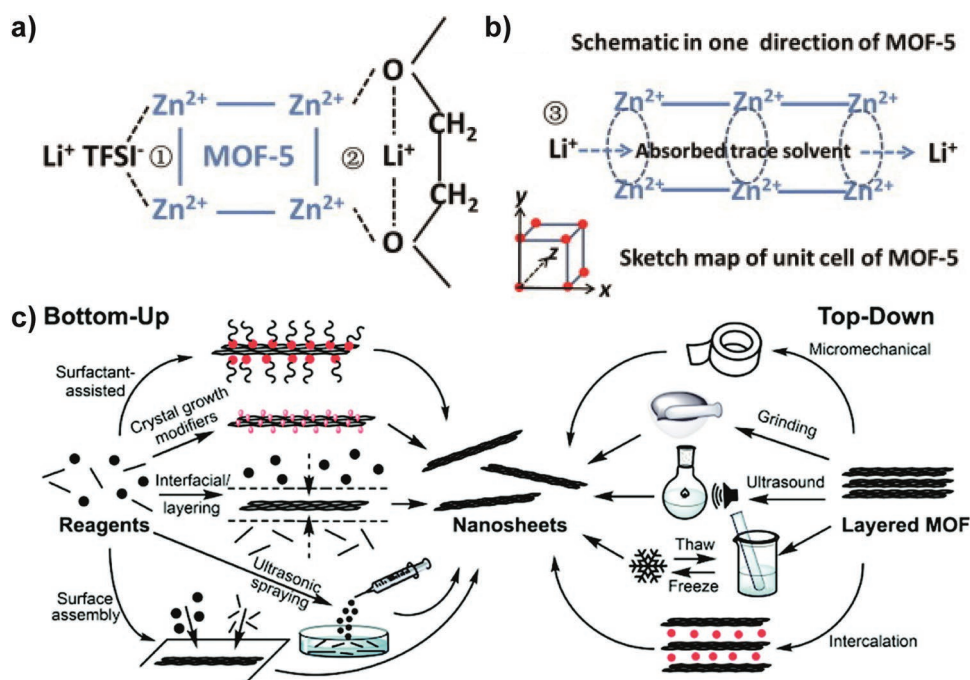 a)
Zn²⁺ Zn²⁺
Li⁺ TFSI⁻ ① MOF-5 ② Li⁺
Zn²⁺ Zn²⁺
O
CH₂
CH₂
O
b)
Schematic in one direction of MOF-5
Zn²⁺ Zn²⁺ Zn²⁺
③
Li⁺ Absorbed trace solvent Li⁺
Zn²⁺ Zn²⁺ Zn²⁺
y
z
x
Sketch map of unit cell of MOF-5
c) Bottom-Up
Surfactant-
assisted
Crystal growth
modifiers
Interfacial/
layering
Reagents
Ultrasonic
spraying
Surface
assembly
Nanosheets
Top-Down
Micromechanical
Grinding
Ultrasound
Layered MOF
Thaw
Freeze
Intercalation